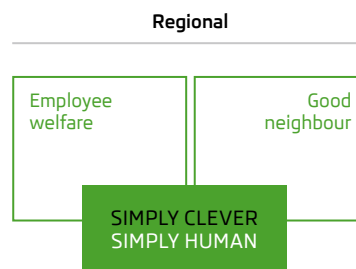 Regional
Employee
welfare
Good
neighbour
SIMPLY CLEVER
SIMPLY HUMAN